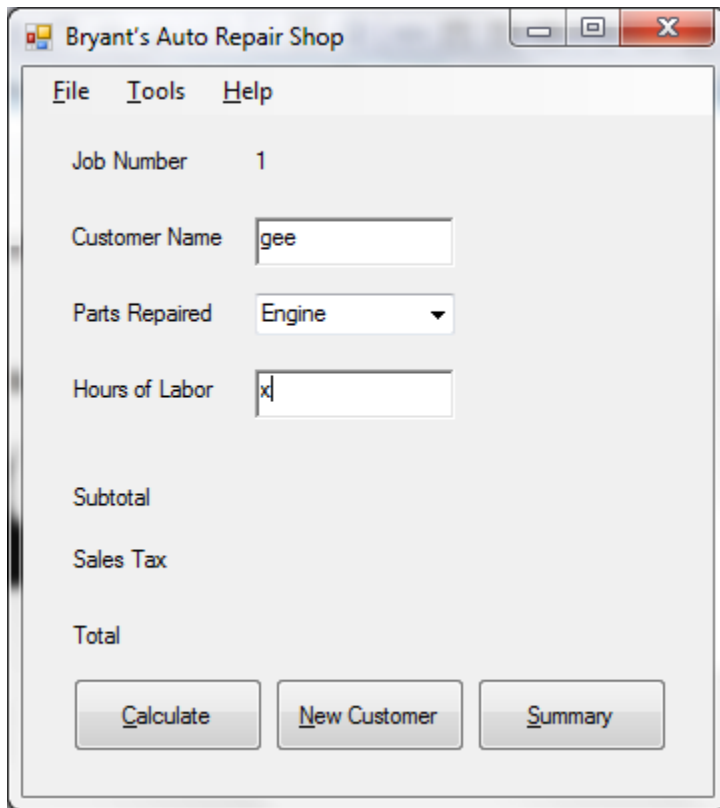 Bryant's Auto Repair Shop
File Tools Help
Job Number 1
Customer Name gee
Parts Repaired Engine
Hours of Labor x
Subtotal
Sales Tax
Total
Calculate New Customer Summary